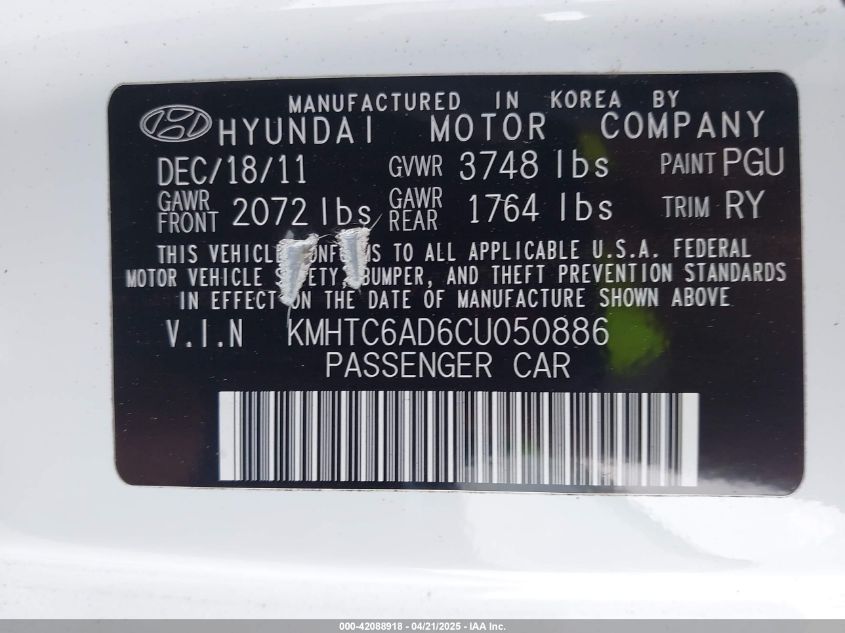 MANUFACTURED IN KOREA BY
HYUNDAI MOTOR COMPANY
DEC/18/11 GVWR 3748 lbs PAINT PGU
GAWR FRONT 2072 lbs GAWR REAR 1764 lbs TRIM RY
THIS VEHICLE TO ALL APPLICABLE U.S.A. FEDERAL
MOTOR VEHICLE BUMPER, AND THEFT PREVENTION STANDARDS
IN EFFECT ON THE DATE OF MANUFACTURE SHOWN ABOVE
V.I.N KMHTC6AD6CU050886
PASSENGER CAR
000-42088918 - 04/21/2025 - IAA Inc.